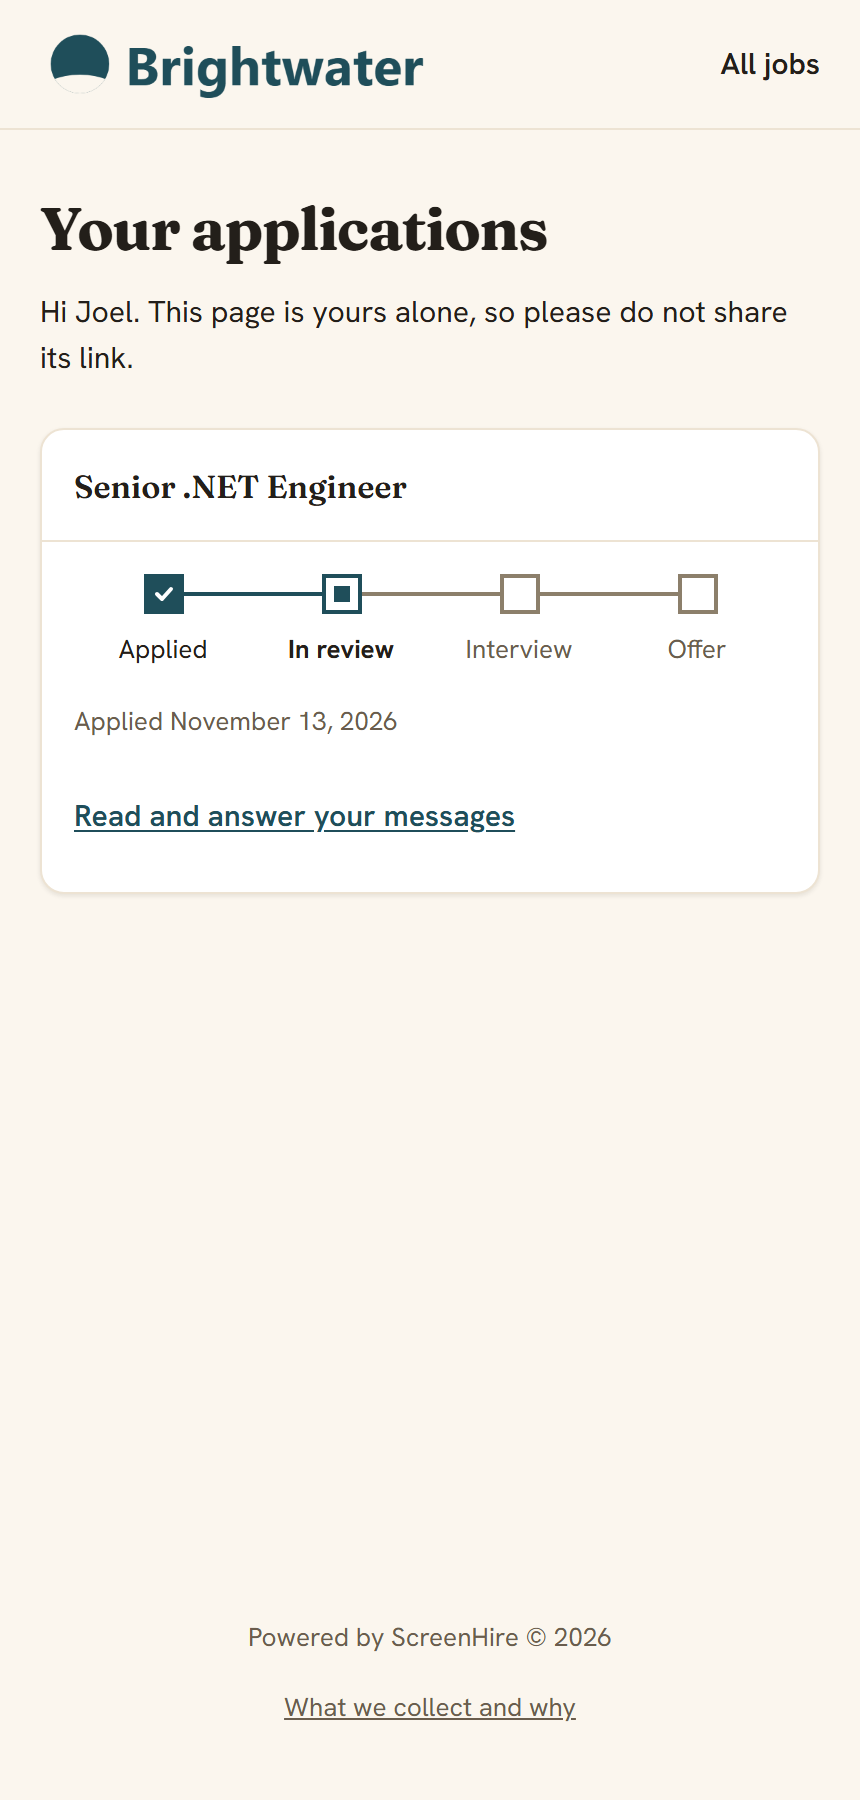 Brightwater
All jobs
Your applications
Hi Joel. This page is yours alone, so please do not share
its link.
Senior .NET Engineer
Applied
In review
Interview
Offer
Applied November 13, 2026
Read and answer your messages
Powered by ScreenHire © 2026
What we collect and why